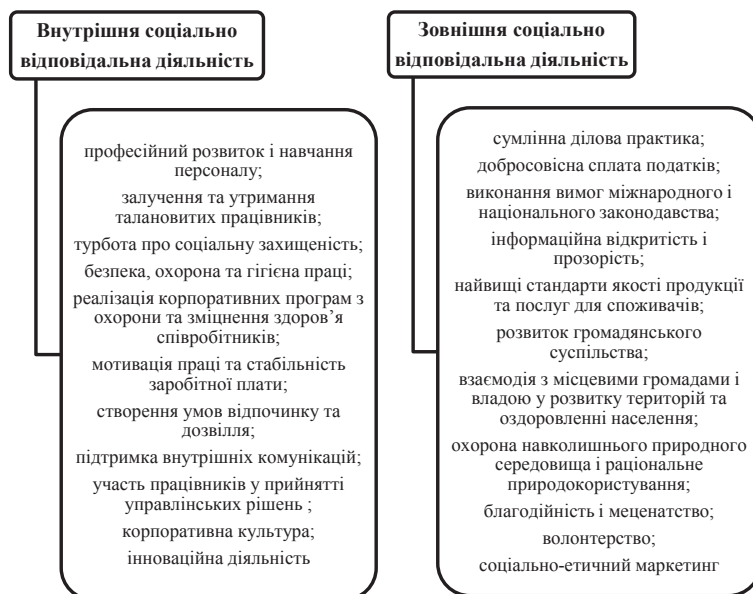 Внутрішня соціально
відповідальна діяльність
професійний розвиток і навчання
персоналу;
залучення та утримання
талановитих працівників;
турбота про соціальну захищеність;
безпека, охорона та гігієна праці;
реалізація корпоративних програм з
охорони та зміцнення здоров’я
співробітників;
мотивація праці та стабільність
заробітної плати;
створення умов відпочинку та
дозвілля;
підтримка внутрішніх комунікацій;
участь працівників у прийнятті
управлінських рішень ;
корпоративна культура;
інноваційна діяльність
Зовнішня соціально
відповідальна діяльність
сумлінна ділова практика;
добросовісна сплата податків;
виконання вимог міжнародного і
національного законодавства;
інформаційна відкритість і
прозорість;
найвищі стандарти якості продукції
та послуг для споживачів;
розвиток громадянського
суспільства;
взаємодія з місцевими громадами і
владою у розвитку територій та
оздоровленні населення;
охорона навколишнього природного
середовища і раціональне
природокористування;
благодійність і меценатство;
волонтерство;
соціально-етичний маркетинг